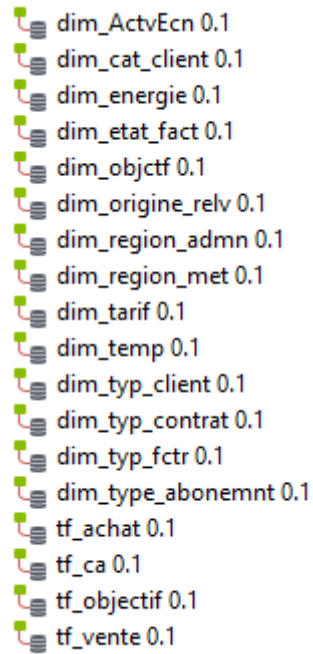 dim_ActvEcn 0.1
dim_cat_client 0.1
dim_energie 0.1
dim_etat_fact 0.1
dim_objctf 0.1
dim_origine_relv 0.1
dim_region_admn 0.1
dim_region_met 0.1
dim_tarif 0.1
dim_temp 0.1
dim_typ_client 0.1
dim_typ_contrat 0.1
dim_typ_fctr 0.1
dim_type_abonemnt 0.1
tf_achat 0.1
tf_ca 0.1
tf_objectif 0.1
tf_vente 0.1